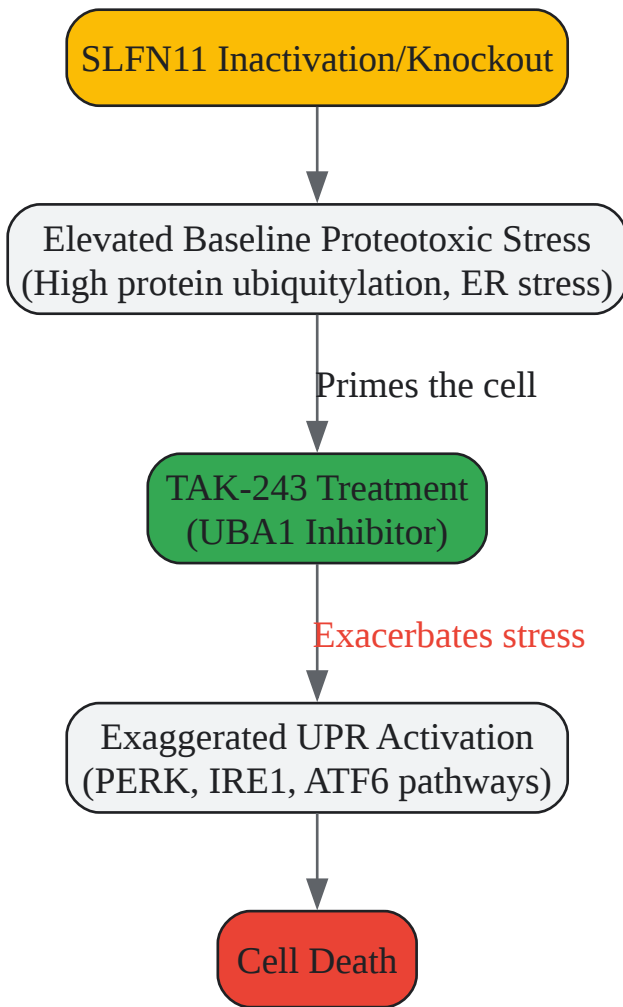 SLFN11 Inactivation/Knockout
Elevated Baseline Proteotoxic Stress
(High protein ubiquitylation, ER stress)
Primes the cell
TAK-243 Treatment
(UBA1 Inhibitor)
Exacerbates stress
Exaggerated UPR Activation
(PERK, IRE1, ATF6 pathways)
Cell Death